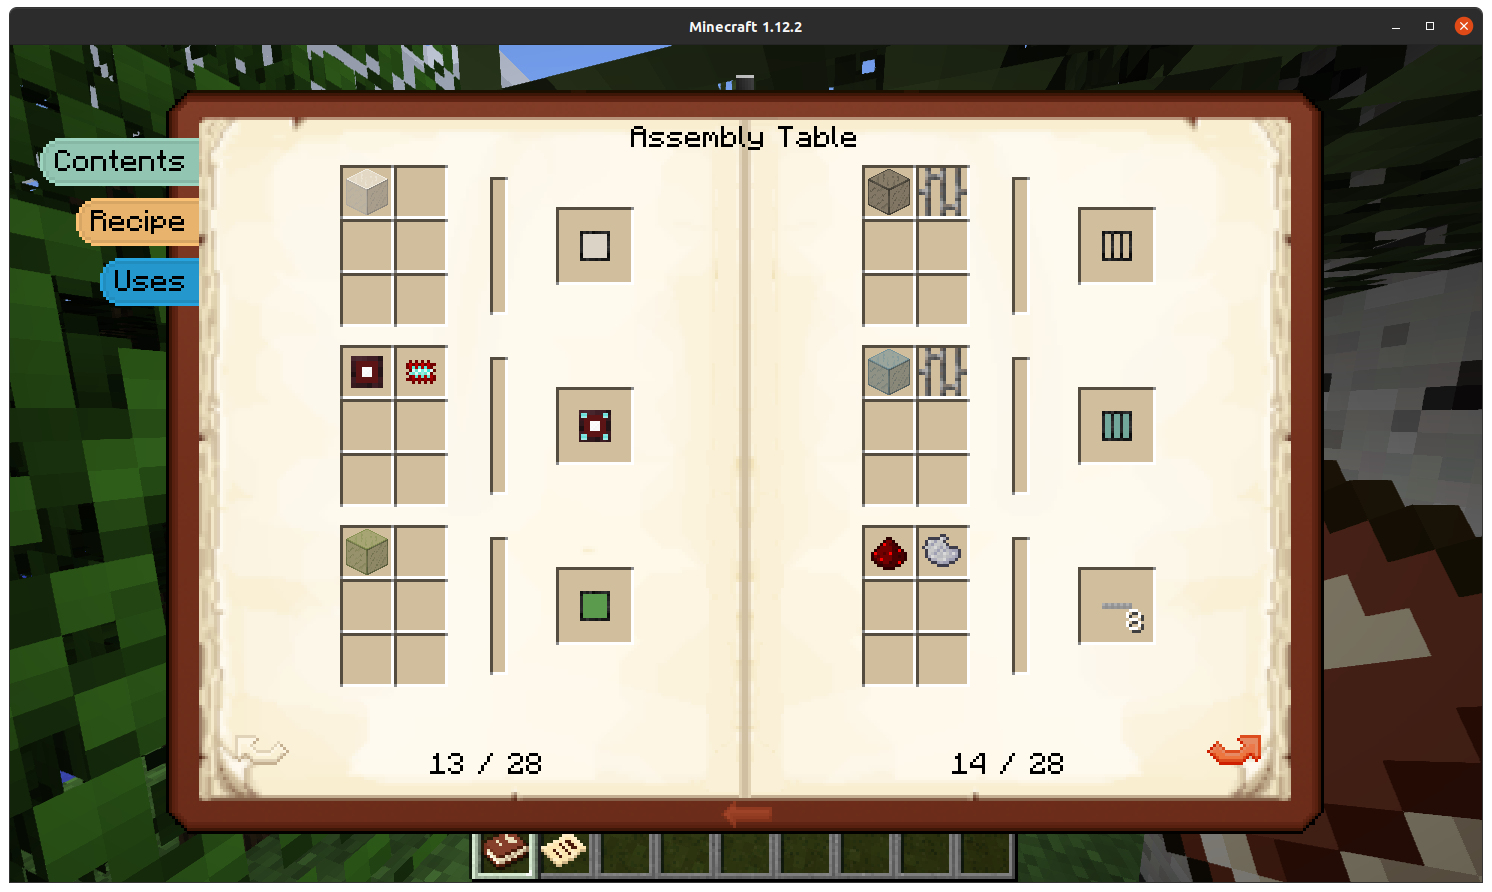 Minecraft 1.12.2
Assembly Table
Contents
Recipe
Uses
8
13 / 28
14 / 28